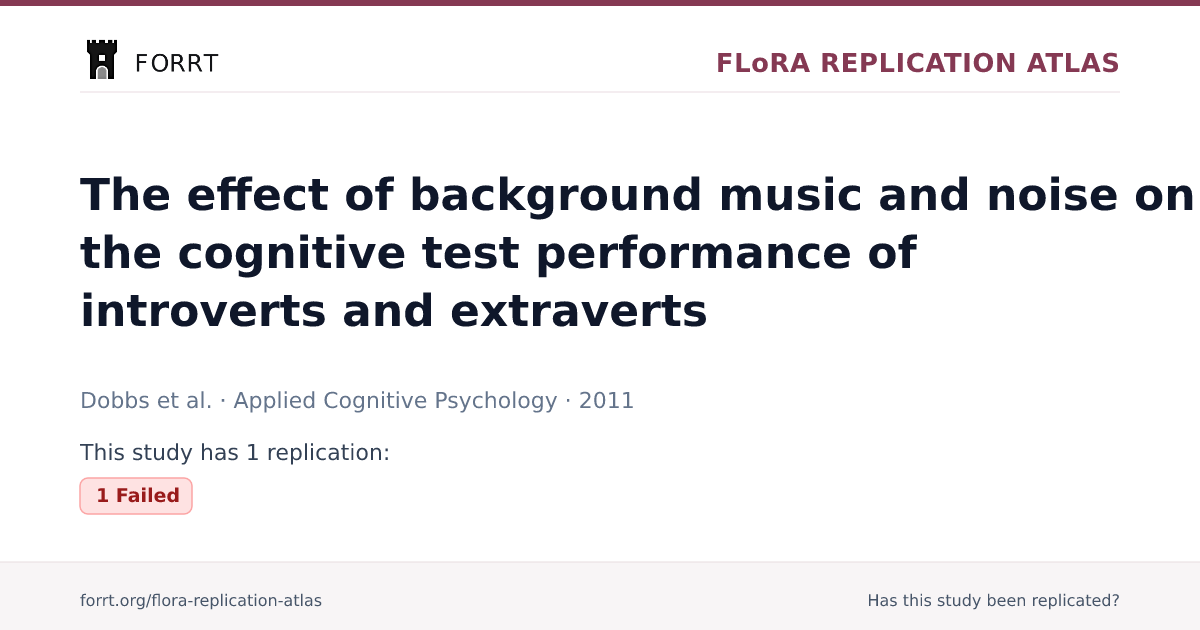 FORRT
FLoRA REPLICATION ATLAS
The effect of background music and noise on
the cognitive test performance of
introverts and extraverts
Dobbs et al. · Applied Cognitive Psychology · 2011
This study has 1 replication:
1 Failed
forrt.org/flora-replication-atlas
Has this study been replicated?